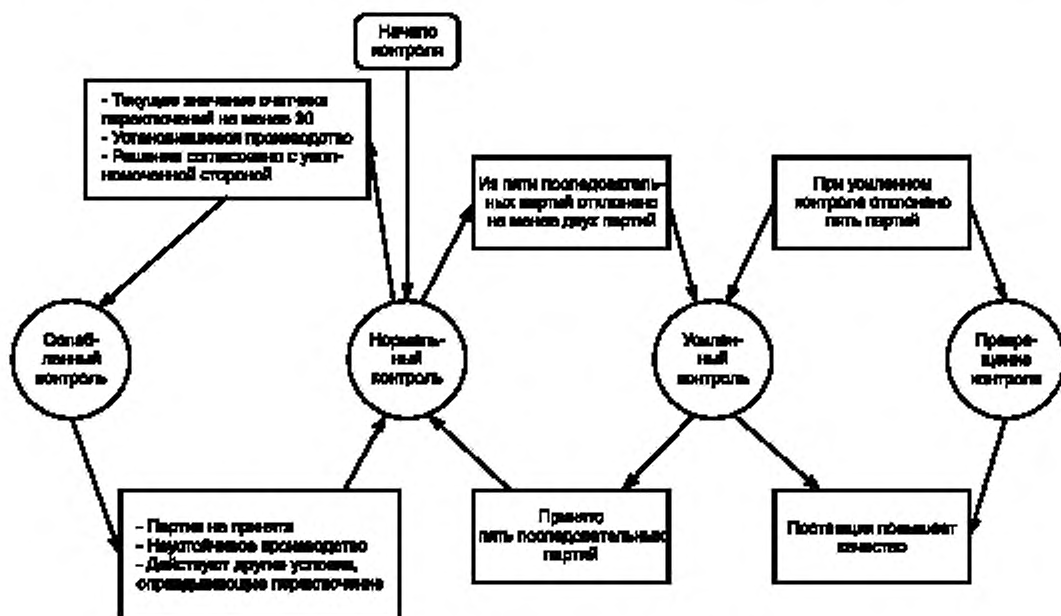 Начало
контроля
- Текущее значение счетчика
переключений не менее 30
- Установившееся производство
- Решение согласовано с упол-
номоченной стороной
Из пяти последователь-
ных партий отклонено
не менее двух партий
При усиленном
контроле отклонено
пять партий
Ослаб-
ленный
контроль
Нормаль-
ный
контроль
Усилен-
ный
контроль
Прекра-
щение
контроля
- Партия не принята
- Неустойчивое производство
- Действуют другие условия,
оправдывающие переключение
Принято
пять последовательных
партий
Поставщик повышает
качество